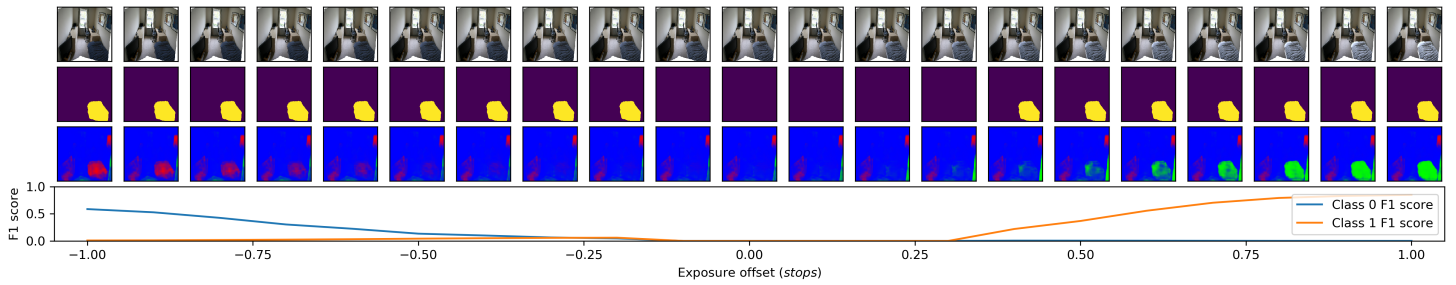 1.0
0.5
0.0
F1 score
Class 0 F1 score
Class 1 F1 score
−1.00 −0.75 −0.50 −0.25 0.00 0.25 0.50 0.75 1.00
Exposure offset (stops)